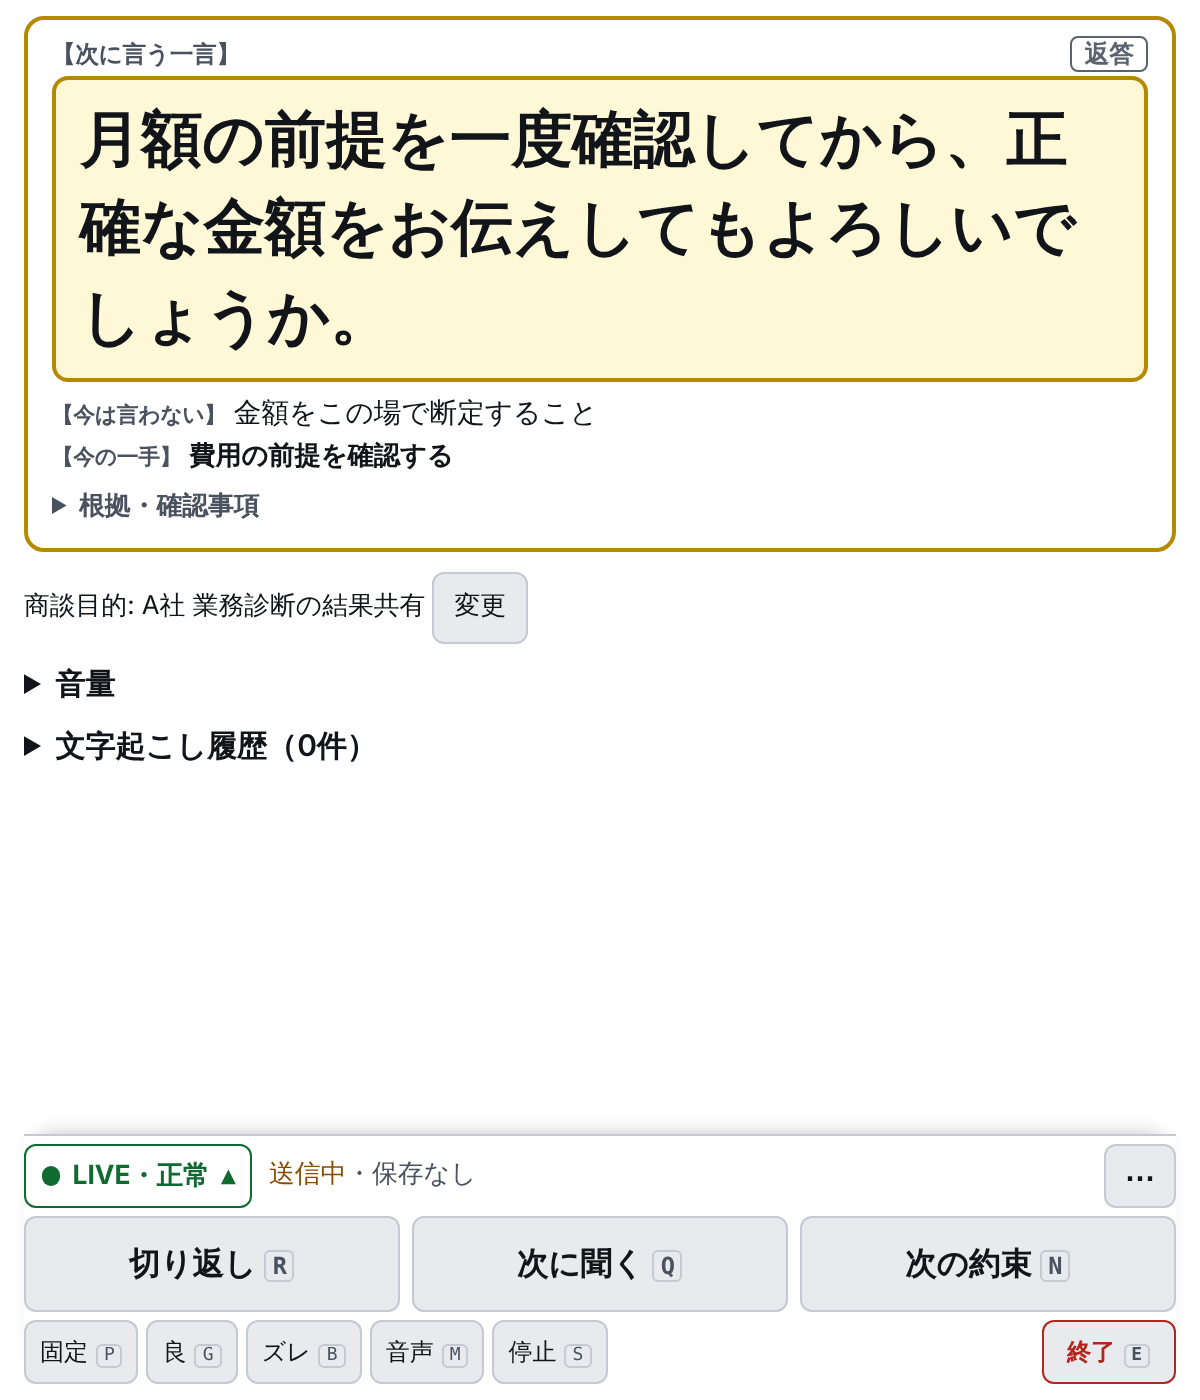 【次に言う一言】 返答
月額の前提を一度確認してから、正
確な金額をお伝えしてもよろしいで
しょうか。
【今は言わない】 金額をこの場で断定すること
【今の一手】 費用の前提を確認する
▶ 根拠・確認事項
商談目的: A社 業務診断の結果共有 変更
▶ 音量
▶ 文字起こし履歴（0件）
● LIVE・正常 ▲ 送信中・保存なし …
切り返し R 次に聞く Q 次の約束 N
固定 P 良 G ズレ B 音声 M 停止 S 終了 E